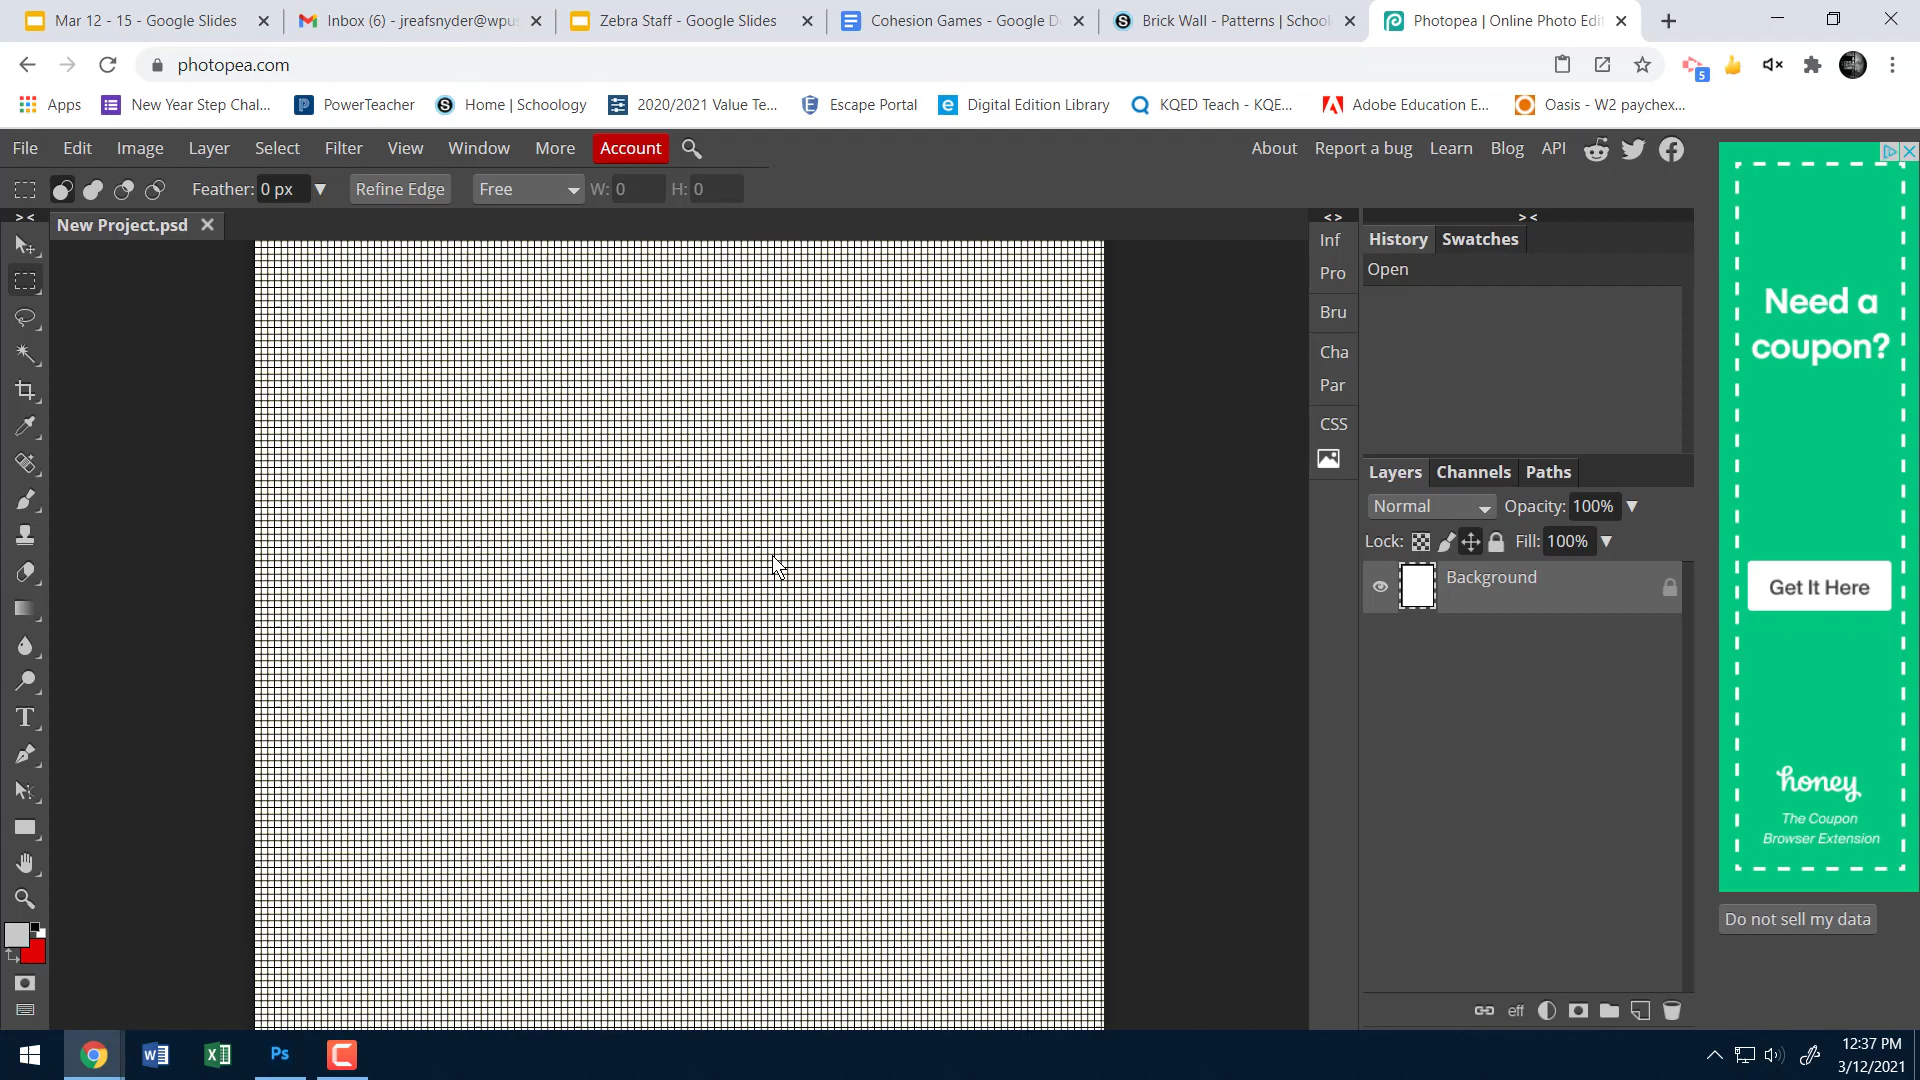 Mar 12 - 15 - Google Slides
Inbox (6) - jreafsnyder@wpu
Zebra Staff - Google Slides
Cohesion Games - Google D
Brick Wall - Patterns | School
Photopea | Online Photo Edi
photopea.com
5
Apps
New Year Step Chal...
PowerTeacher
Home | Schoology
2020/2021 Value Te...
Escape Portal
Digital Edition Library
KQED Teach - KQE...
Adobe Education E...
Oasis - W2 paychex...
File Edit Image Layer Select Filter View Window More Account
About Report a bug Learn Blog API
Feather: 0 px Refine Edge Free W: 0 H: 0
New Project.psd
Inf
Pro
Bru
Cha
Par
CSS
History Swatches
Open
Layers Channels Paths
Normal Opacity: 100%
Lock: Fill: 100%
Background
eff
Need a
coupon?
Get It Here
honey
The Coupon
Browser Extension
Do not sell my data
12:37 PM
3/12/2021